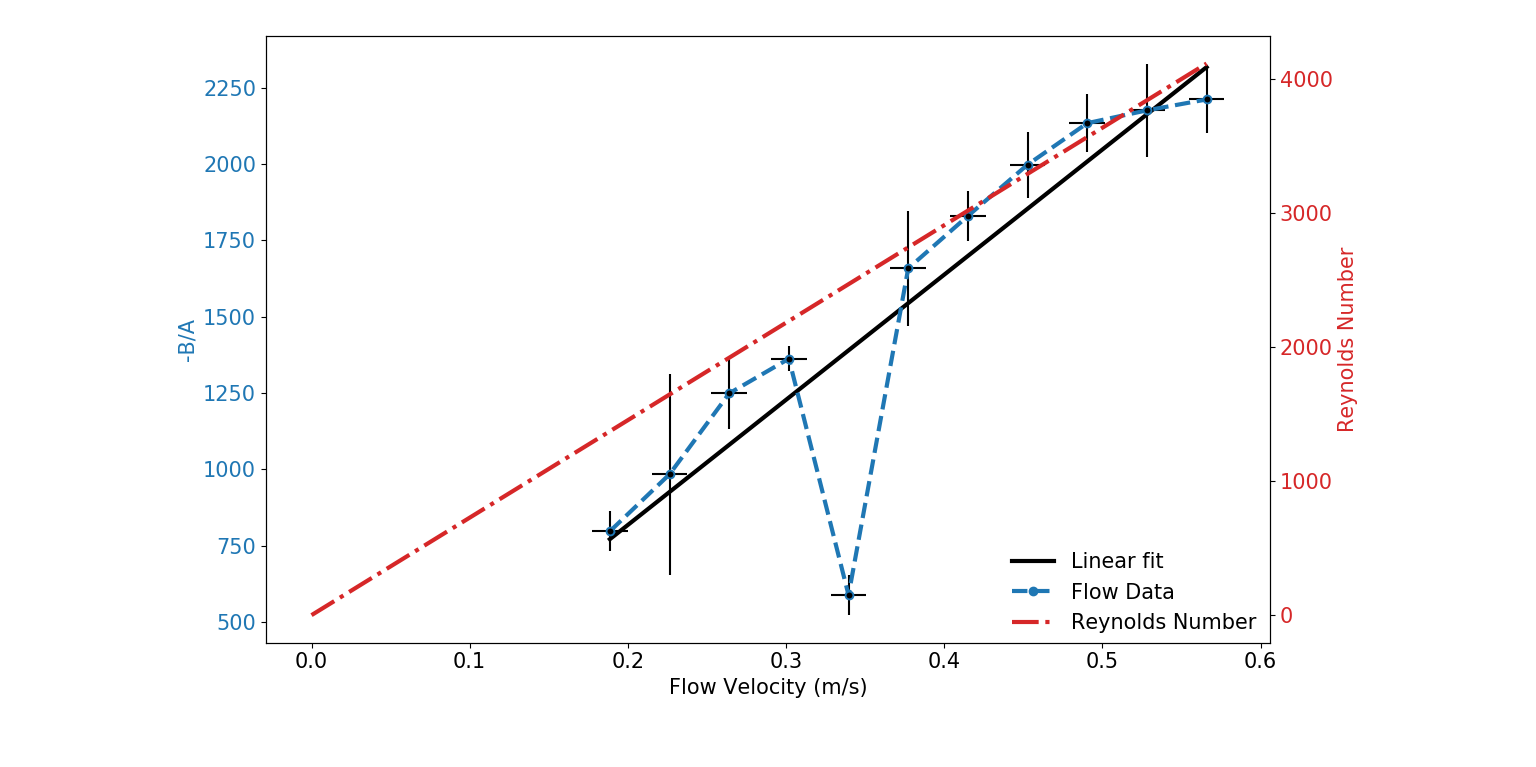 2250
2000
1750
1500
1250
1000
750
500
-B/A
4000
3000
2000
1000
0
Reynolds Number
Linear fit
Flow Data
Reynolds Number
0.0 0.1 0.2 0.3 0.4 0.5 0.6
Flow Velocity (m/s)